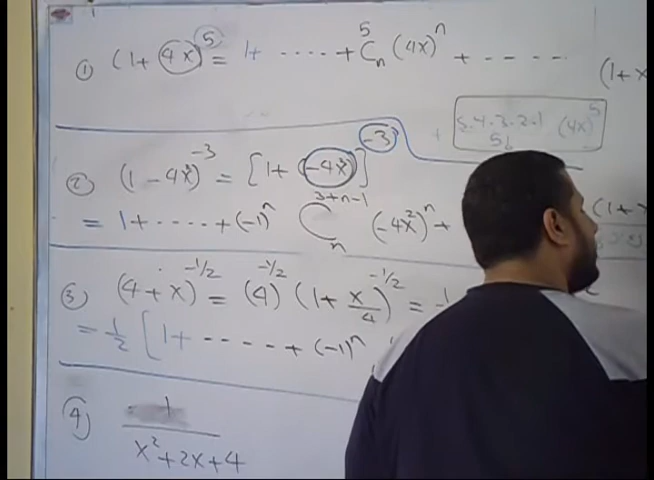 ① (1 + 4x)^5 = 1 + ..... + ⁵Cₙ (4x)^n + - - - -
(1+x
5.4.3.2.1 / 5! (4x)^5
② (1 - 4x²)^-3 = [1 + (-4x²)]^-3
= 1 + ..... + (-1)^n ^{3+n-1}C_n (-4x²)^n +
③ (4 + x)^-1/2 = (4)^-1/2 (1 + x/4)^-1/2 =
= 1/2 [1 + ----- + (-1)^n
④ 1 / x² + 2x + 4